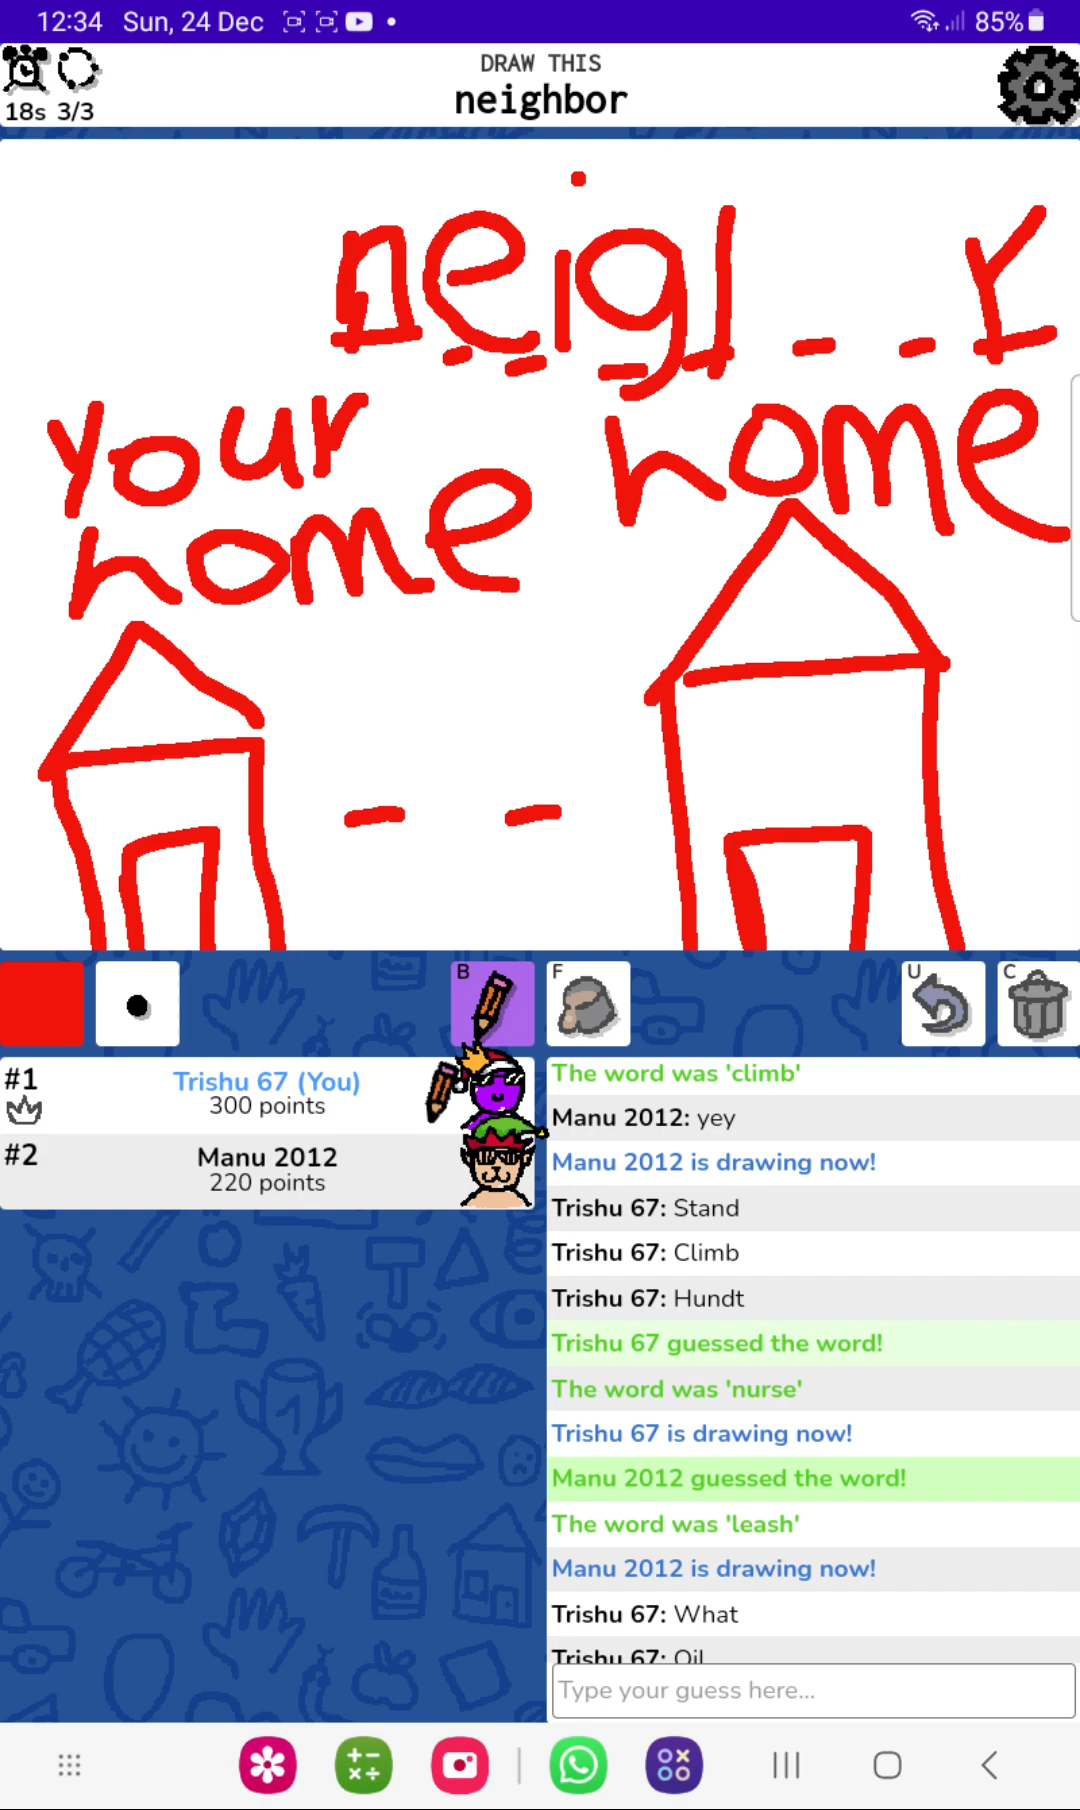 12:34 Sun, 24 Dec 85%
DRAW THIS
18s 3/3 neighbor
neigl _ _ r
your home
home
B F U C
#1 Trishu 67 (You)
300 points
#2 Manu 2012
220 points
The word was 'climb'
Manu 2012: yey
Manu 2012 is drawing now!
Trishu 67: Stand
Trishu 67: Climb
Trishu 67: Hundt
Trishu 67 guessed the word!
The word was 'nurse'
Trishu 67 is drawing now!
Manu 2012 guessed the word!
The word was 'leash'
Manu 2012 is drawing now!
Trishu 67: What
Trishu 67: Oil
Type your guess here...